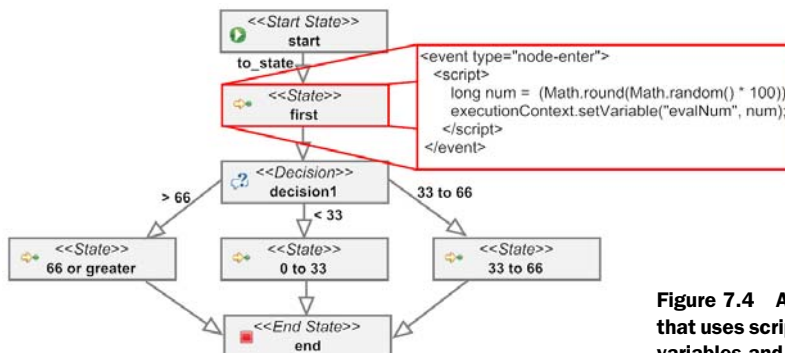 <<Start State>>
start
to_state
<event type="node-enter">
<script>
long num = (Math.round(Math.random() * 100))
executionContext.setVariable("evalNum", num);
</script>
</event>
<<State>>
first
<<Decision>>
decision1
> 66
< 33
33 to 66
<<State>>
66 or greater
<<State>>
0 to 33
<<State>>
33 to 66
<<End State>>
end
Figure 7.4 A
that uses scrip
variables and